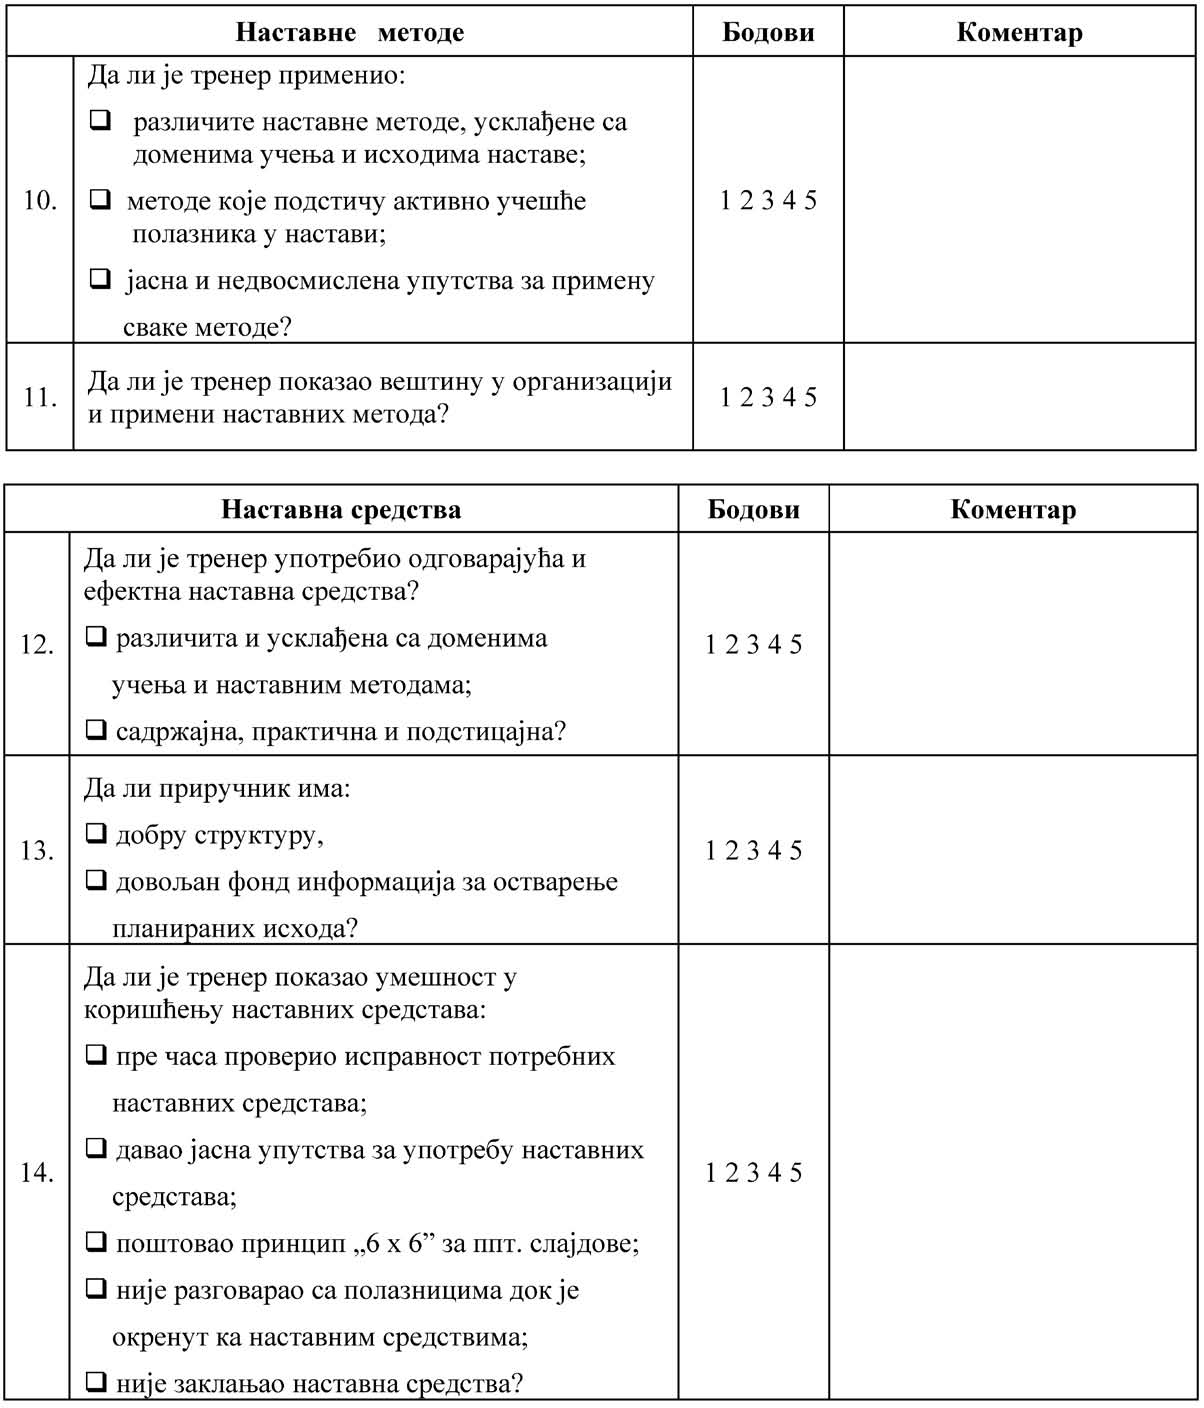 Наставне методе Бодови Коментар
Да ли је тренер применио:
❑ различите наставне методе, усклађене са
доменима учења и исходима наставе;
10. ❑ методе које подстичу активно учешће 1 2 3 4 5
полазника у настави;
❑ јасна и недвосмислена упутства за примену
сваке методе?
11. Да ли је тренер показао вештину у организацији 1 2 3 4 5
и примени наставних метода?
Наставна средства Бодови Коментар
Да ли је тренер употребио одговарајућа и
ефектна наставна средства?
12. ❑ различита и усклађена са доменима 1 2 3 4 5
учења и наставним методама;
❑ садржајна, практична и подстицајна?
Да ли приручник има:
13. ❑ добру структуру, 1 2 3 4 5
❑ довољан фонд информација за остварење
планираних исхода?
Да ли је тренер показао умешност у
коришћењу наставних средстава:
❑ пре часа проверио исправност потребних
наставних средстава;
14. ❑ давао јасна упутства за употребу наставних 1 2 3 4 5
средстава;
❑ поштовао принцип „6 x 6” за ппт. слајдове;
❑ није разговарао са полазницима док је
окренут ка наставним средствима;
❑ није заклањао наставна средства?